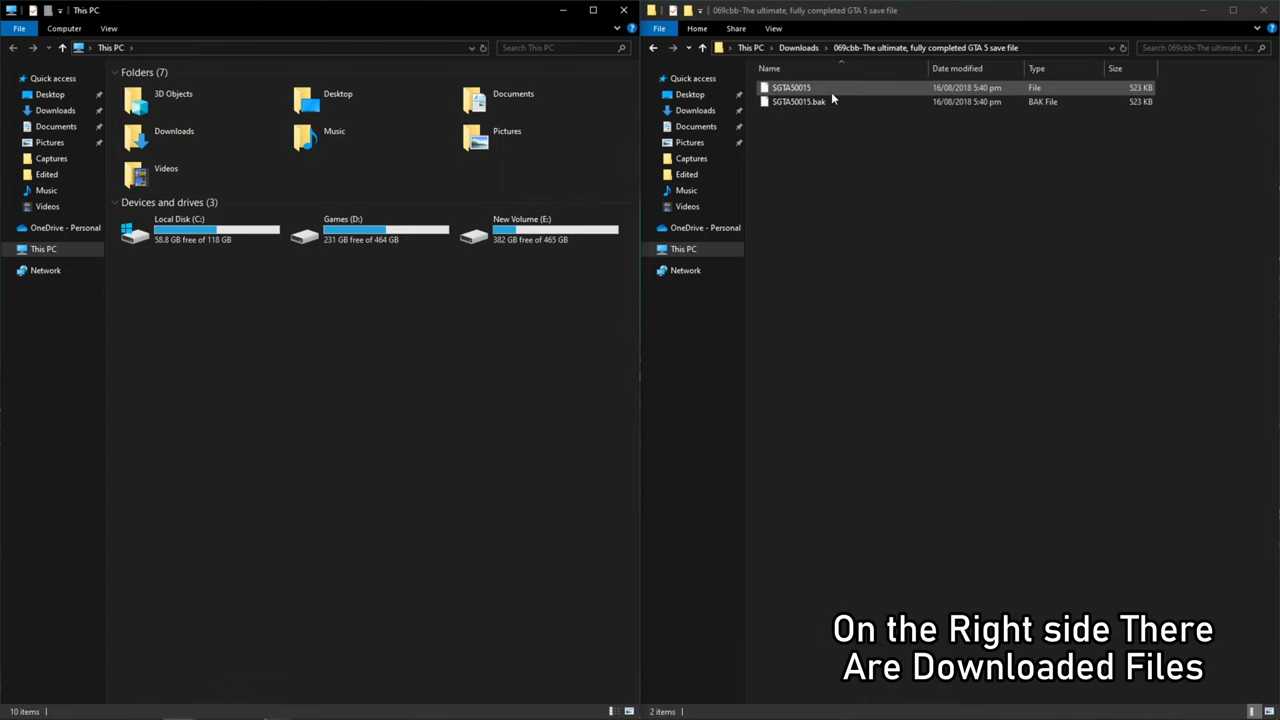 This PC
File Computer View
This PC
Search This PC
Quick access
Desktop
Downloads
Documents
Pictures
Captures
Edited
Music
Videos
OneDrive - Personal
This PC
Network
Folders (7)
3D Objects
Desktop
Documents
Downloads
Music
Pictures
Videos
Devices and drives (3)
Local Disk (C:)
58.8 GB free of 118 GB
Games (D:)
231 GB free of 464 GB
New Volume (E:)
382 GB free of 465 GB
10 items
069cbb-The ultimate, fully completed GTA 5 save file
File Home Share View
This PC > Downloads > 069cbb-The ultimate, fully completed GTA 5 save file
Search 069cbb-The ultimate, f...
Quick access
Desktop
Downloads
Documents
Pictures
Captures
Edited
Music
Videos
OneDrive - Personal
This PC
Network
Name Date modified Type Size
SGTA50015 16/08/2018 5:40 pm File 523 KB
SGTA50015.bak 16/08/2018 5:40 pm BAK File 523 KB
On the Right side There
Are Downloaded Files
2 items